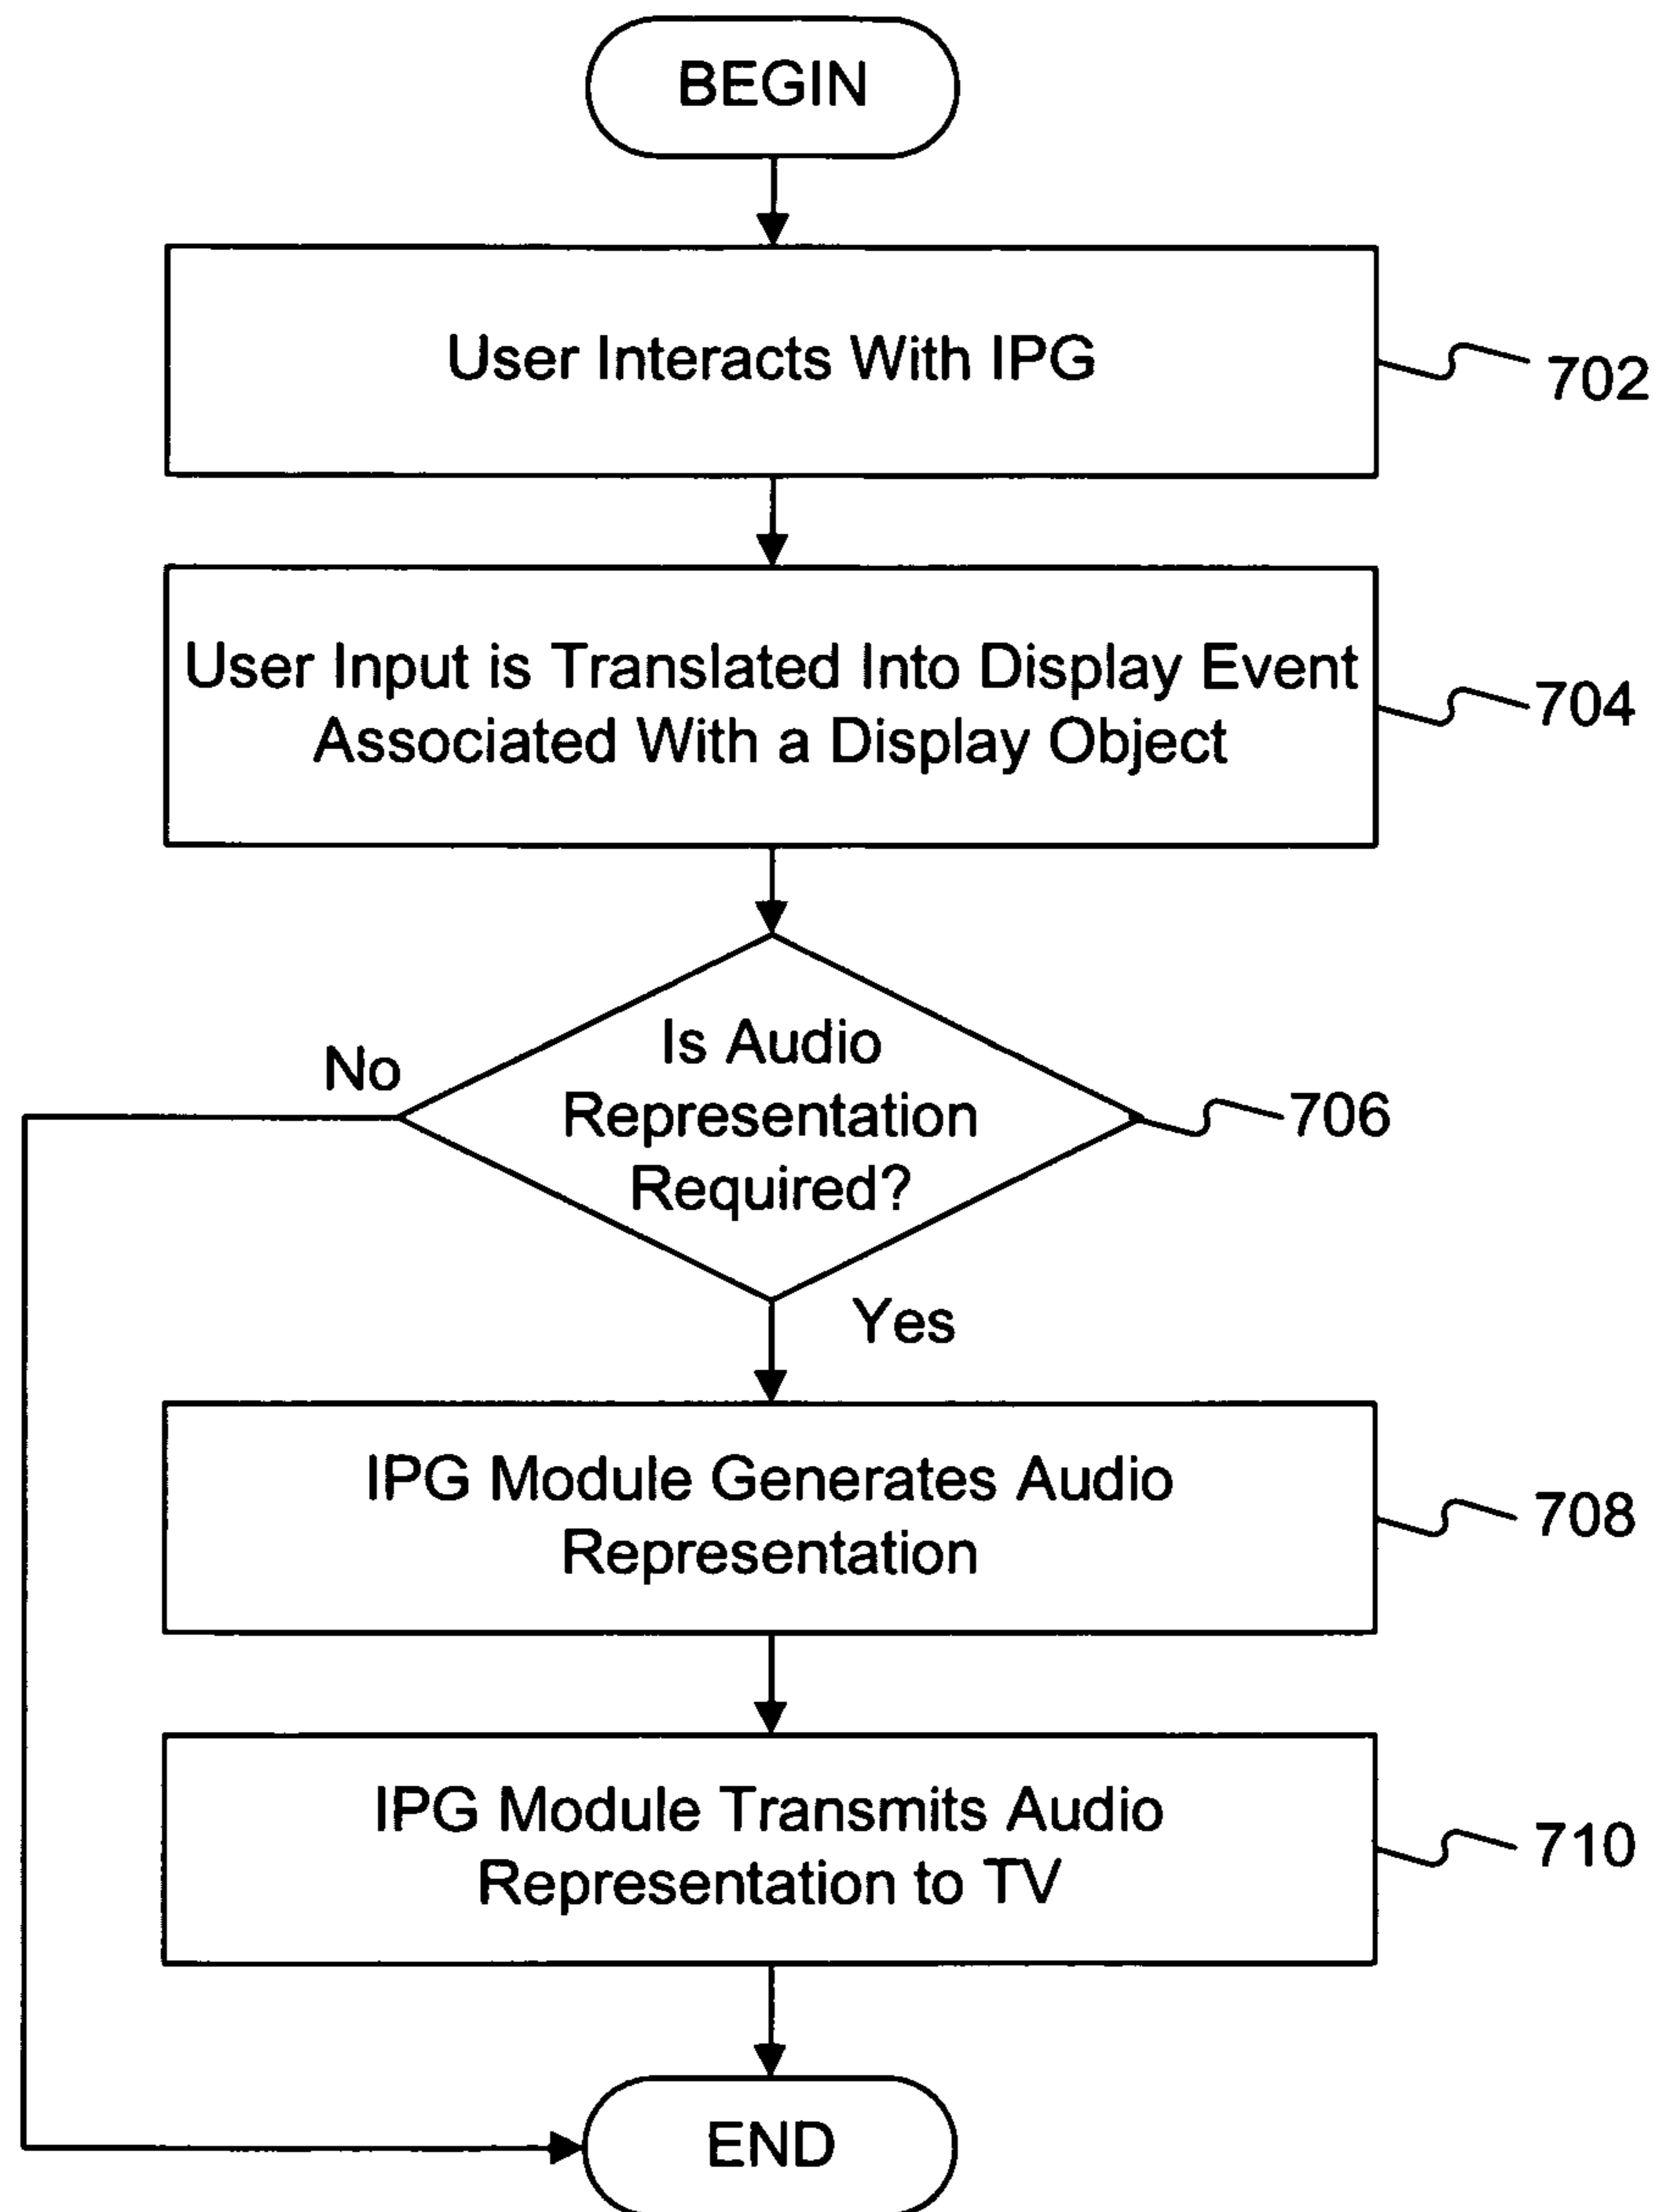 BEGIN
User Interacts With IPG
702
User Input is Translated Into Display Event
Associated With a Display Object
704
Is Audio
Representation
Required?
No
706
Yes
IPG Module Generates Audio
Representation
708
IPG Module Transmits Audio
Representation to TV
710
END